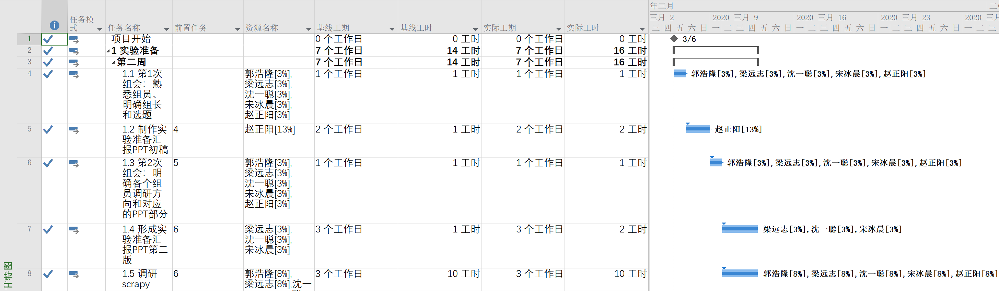 年三月 二〇
三月 2 2020 三月 9 2020 三月 16 2020 三月 23 2020 三月
任务模式 任务名称 前置任务 资源名称 基线工期 基线工时 实际工期 实际工时
三 四 五 六 日 一 二 三 四 五 六 日 一 二 三 四 五 六 日 一 二 三 四 五 六 日 一 二 三
1 项目开始 0 个工作日 0 工时 0 个工作日 0 工时 3/6
2 1 实验准备 7 个工作日 14 工时 7 个工作日 16 工时
3 第二周 7 个工作日 14 工时 7 个工作日 16 工时
4 1.1 第1次 郭浩隆[3%], 1 个工作日 1 工时 1 个工作日 1 工时 郭浩隆[3%],梁远志[3%],沈一聪[3%],宋冰晨[3%],赵正阳[3%]
组会：熟 梁远志[3%],
悉组员、 沈一聪[3%],
明确组长 宋冰晨[3%],
和选题 赵正阳[3%]
5 1.2 制作实 4 赵正阳[13%] 2 个工作日 1 工时 2 个工作日 2 工时 赵正阳[13%]
验准备汇
报PPT初稿
6 1.3 第2次 5 郭浩隆[3%], 1 个工作日 1 工时 1 个工作日 1 工时 郭浩隆[3%],梁远志[3%],沈一聪[3%],宋冰晨[3%],赵正阳[3%]
组会：明 梁远志[3%],
确各个组 沈一聪[3%],
员调研方 宋冰晨[3%],
向和对应 赵正阳[3%]
的PPT部分
7 1.4 形成实 6 梁远志[3%], 3 个工作日 1 工时 3 个工作日 2 工时 梁远志[3%],沈一聪[3%],宋冰晨[3%]
验准备汇 沈一聪[3%],
报PPT第二 宋冰晨[3%]
版
8 1.5 调研 6 郭浩隆[8%], 3 个工作日 10 工时 3 个工作日 10 工时 郭浩隆[8%],梁远志[8%],沈一聪[8%],宋冰晨[8%],赵正阳[8%]
scrapy 梁远志[8%],沈一
甘特图